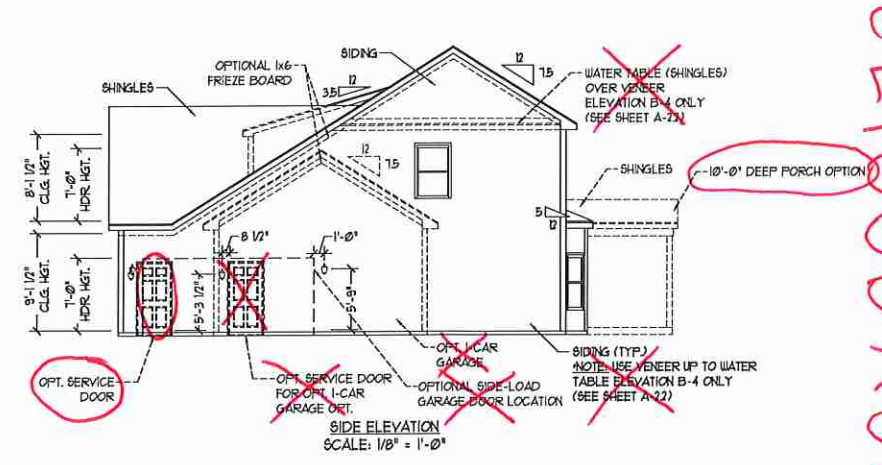 SIDING
12
7.5
OPTIONAL 1x6
FRIEZE BOARD
12
3.5
WATER TABLE (SHINGLES)
OVER VENEER
ELEVATION B-4 ONLY
(SEE SHEET A-2.2)
SHINGLES
12
7.5
8'-1 1/2"
CLG. HGT.
7'-0"
HDR. HGT.
SHINGLES
10'-0" DEEP PORCH OPTION
5
12
8 1/2"
1'-0"
9'-1 1/2"
CLG. HGT.
7'-0"
HDR. HGT.
5'-3 1/2"
5'-9"
OPT. 1-CAR
GARAGE
SIDING (TYP.)
*NOTE: USE VENEER UP TO WATER
TABLE ELEVATION B-4 ONLY
(SEE SHEET A-2.2)
OPT. SERVICE
DOOR
OPT. SERVICE DOOR
FOR OPT. 1-CAR
GARAGE OPT.
OPTIONAL SIDE-LOAD
GARAGE DOOR LOCATION
SIDE ELEVATION
SCALE: 1/8" = 1'-0"